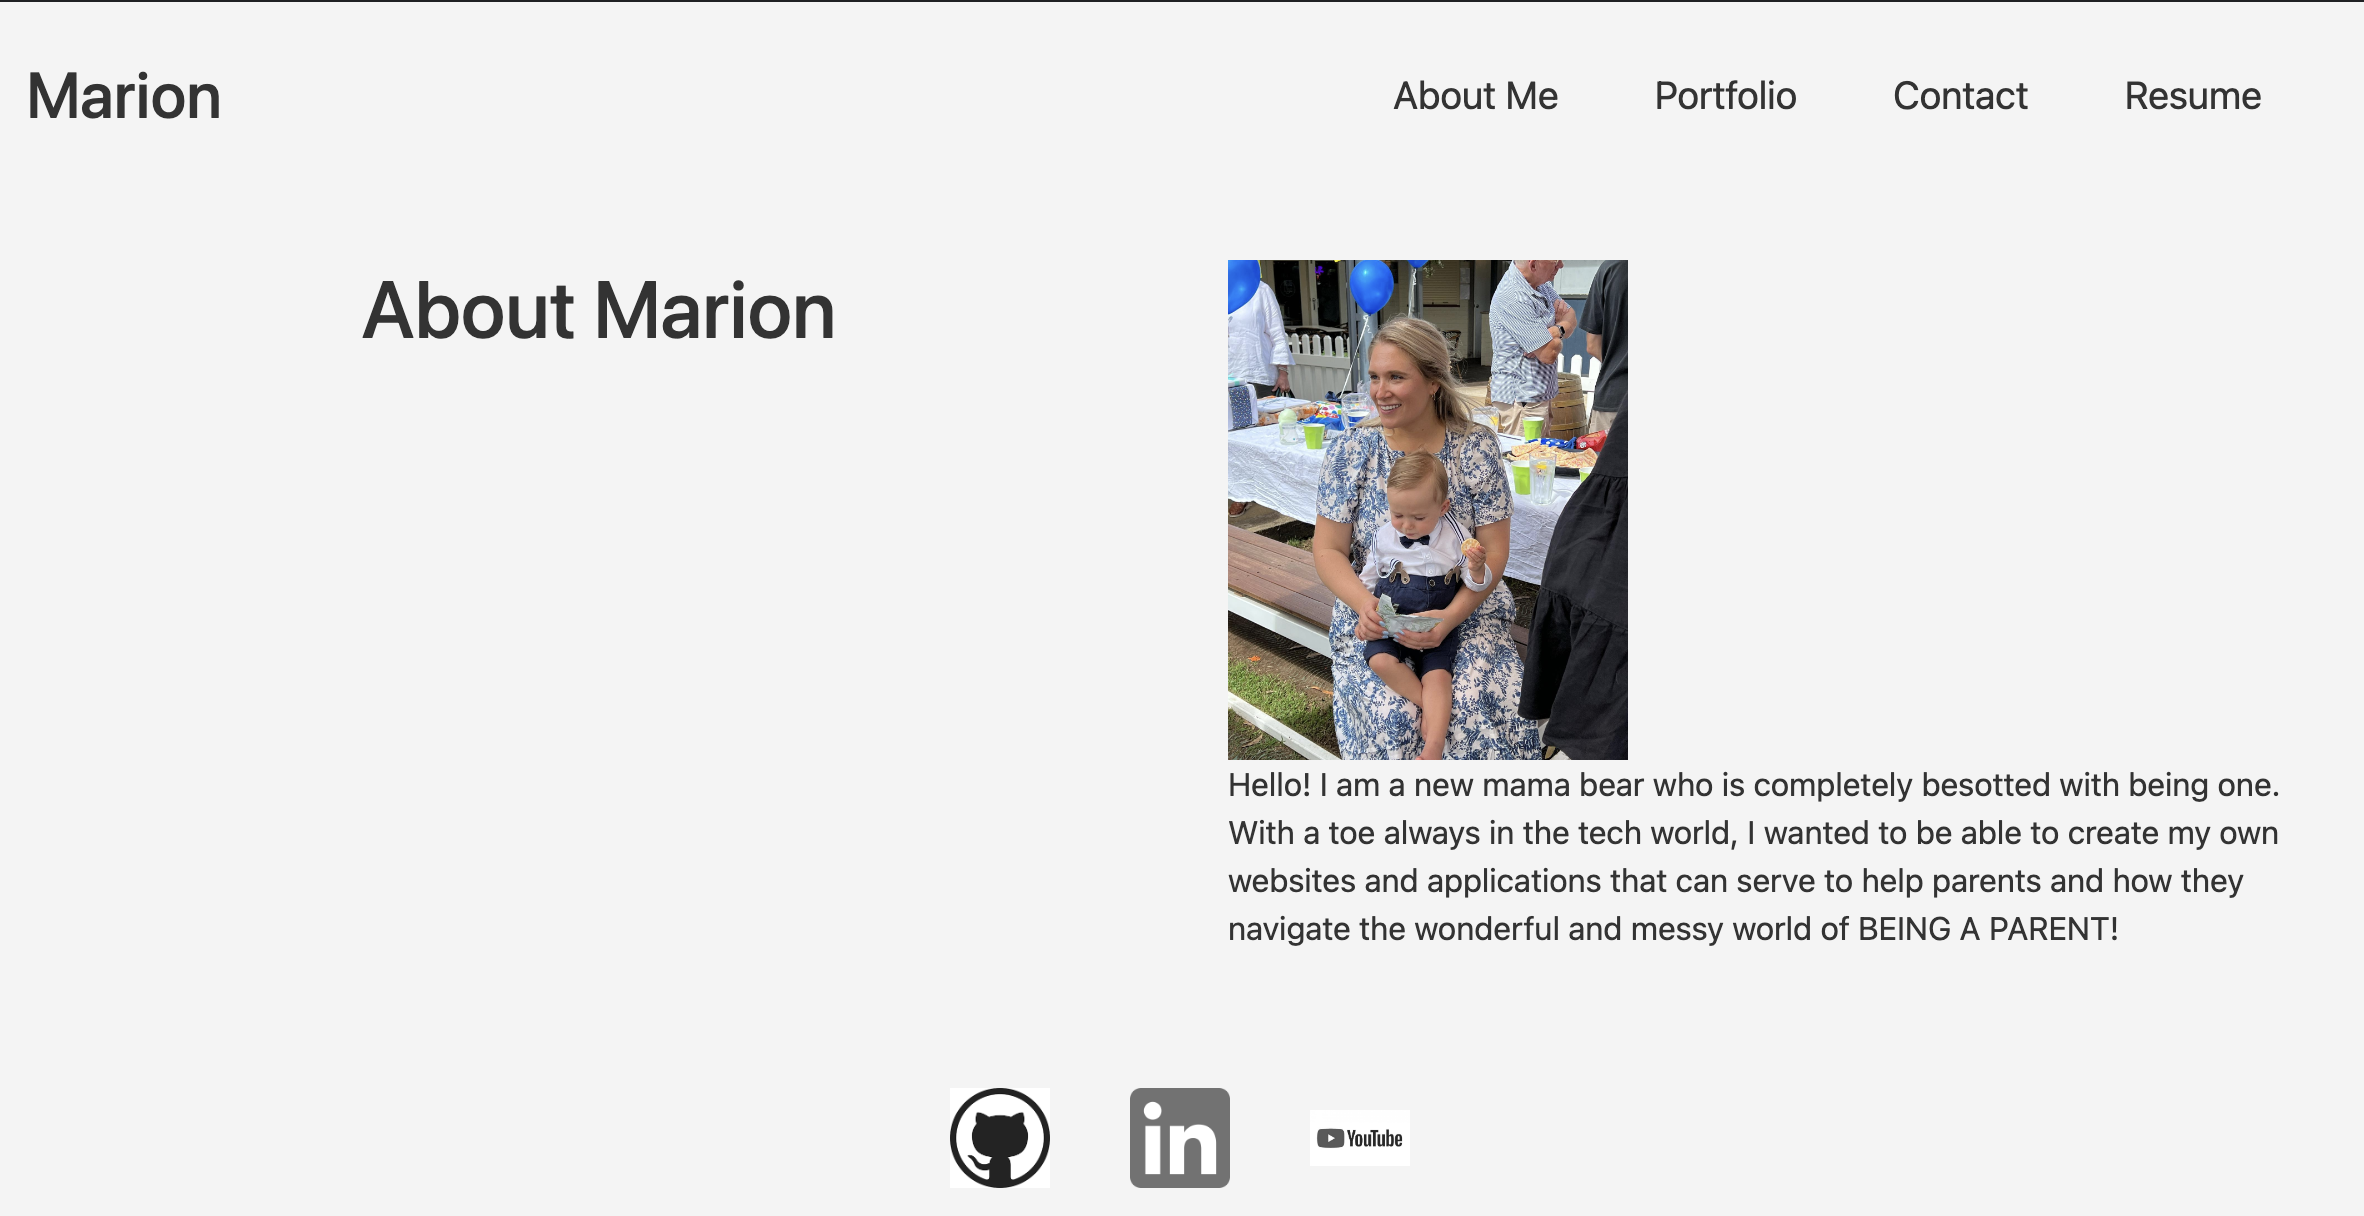 Marion
About Me
Portfolio
Contact
Resume
About Marion
Hello! I am a new mama bear who is completely besotted with being one.
With a toe always in the tech world, I wanted to be able to create my own
websites and applications that can serve to help parents and how they
navigate the wonderful and messy world of BEING A PARENT!
in
YouTube